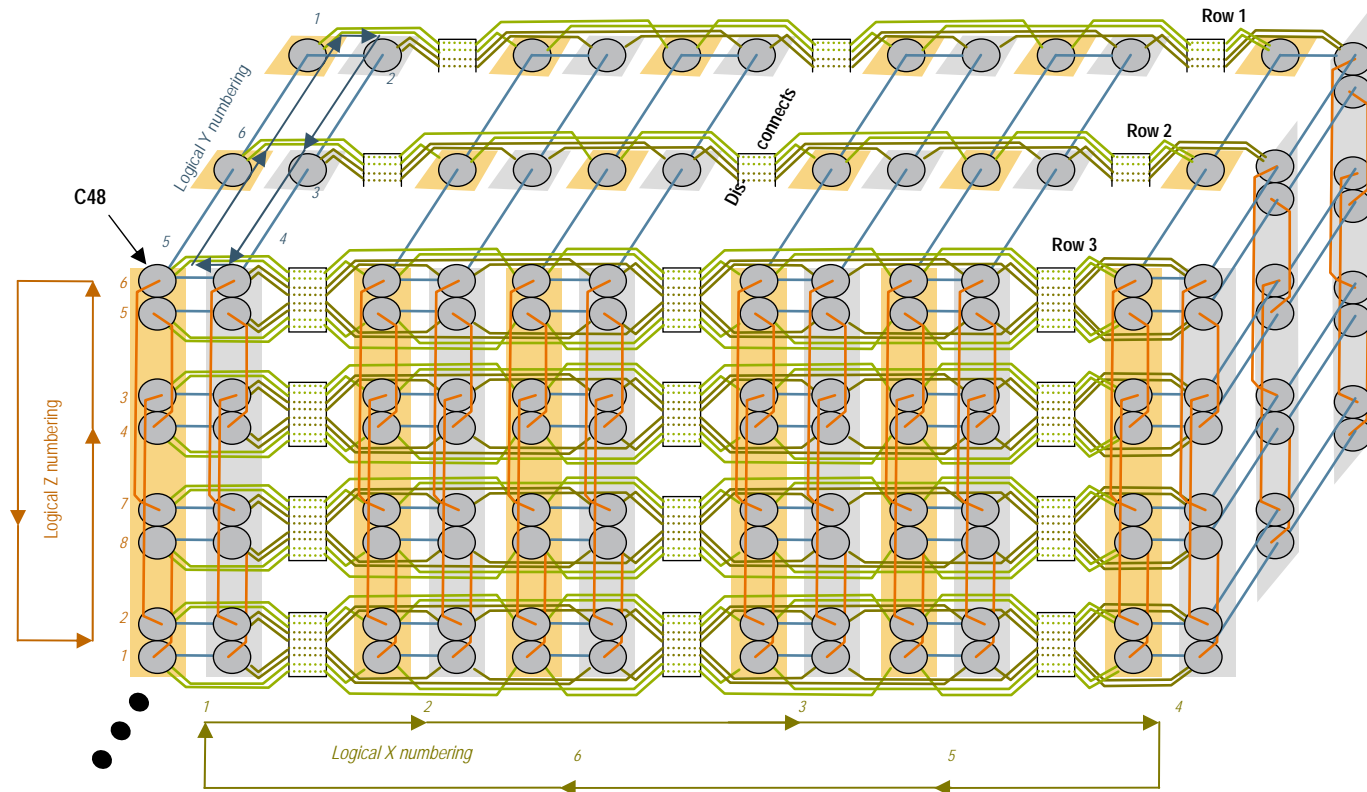 1
Row 1
2
Logical Y numbering
Dis-
connects
6
Row 2
3
C48
5
4
Row 3
6
5
3
4
Logical Z numbering
7
8
2
1
1
2
3
4
Logical X numbering
6
5